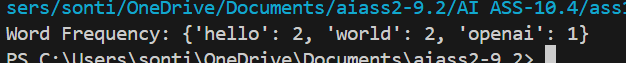 sers/sonti/OneDrive/Documents/aiass2-9.2/AI ASS-10.4/ass1
Word Frequency: {'hello': 2, 'world': 2, 'openai': 1}
PS C:\Users\sonti\OneDrive\Documents\aiass2-9.2>